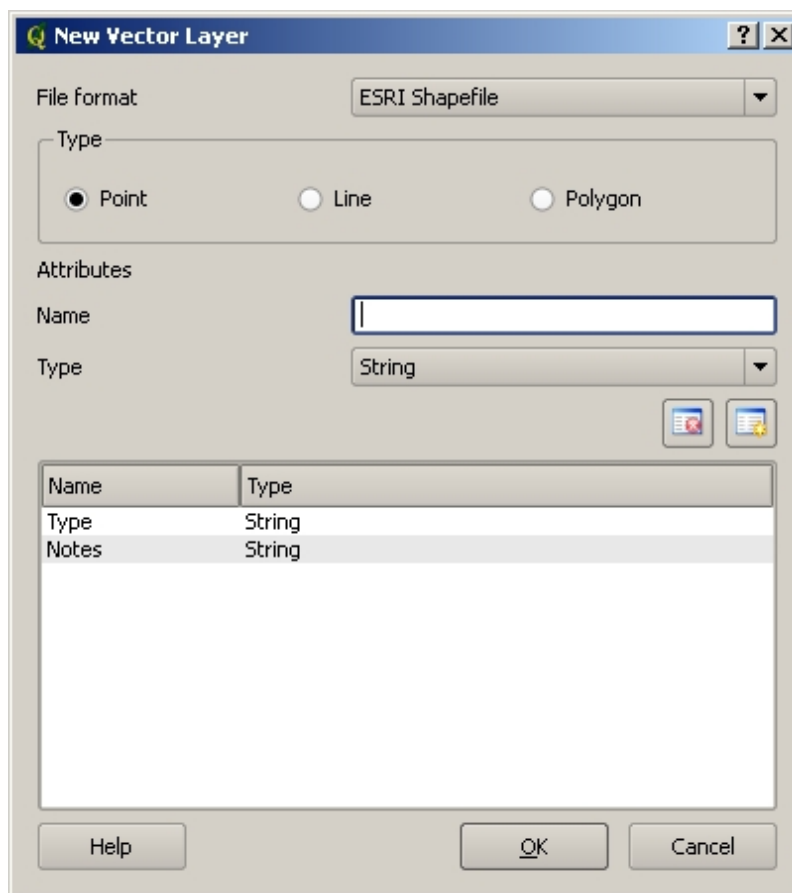 New Vector Layer
File format ESRI Shapefile
Type
Point Line Polygon
Attributes
Name
Type String
Name Type
Type String
Notes String
Help OK Cancel